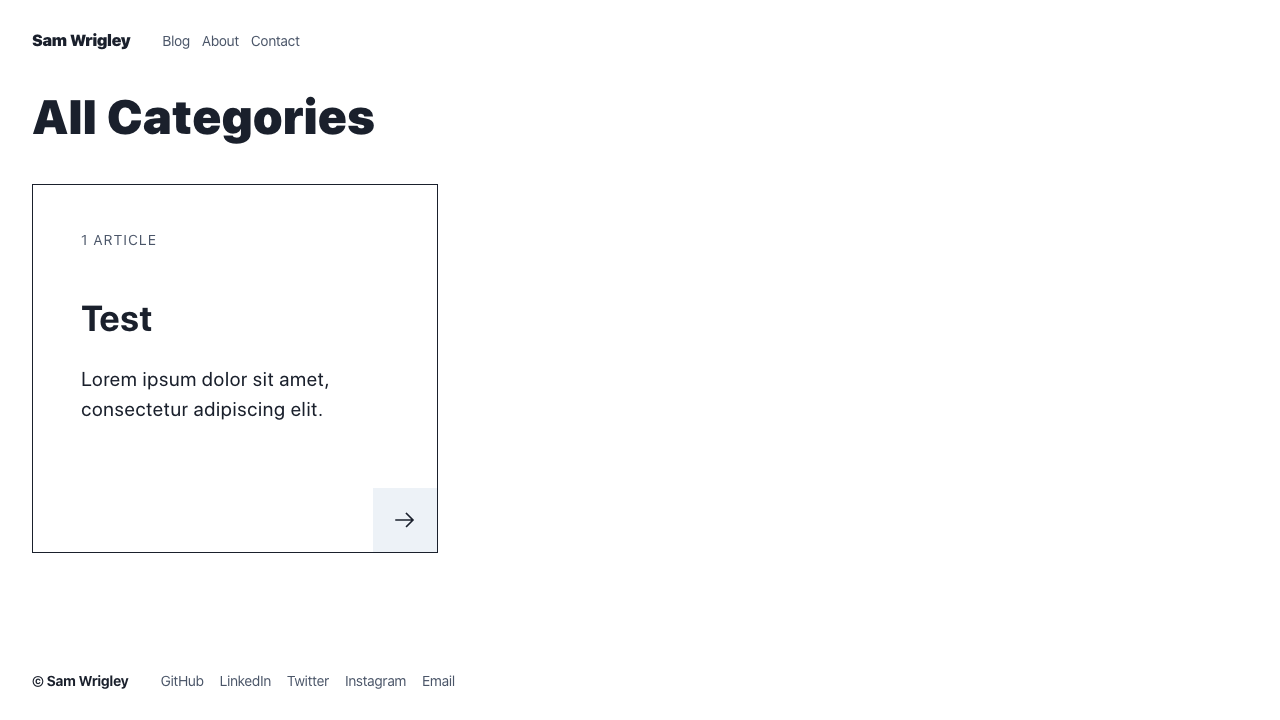 Sam Wrigley Blog About Contact
All Categories
1 ARTICLE
Test
Lorem ipsum dolor sit amet,
consectetur adipiscing elit.
© Sam Wrigley GitHub LinkedIn Twitter Instagram Email